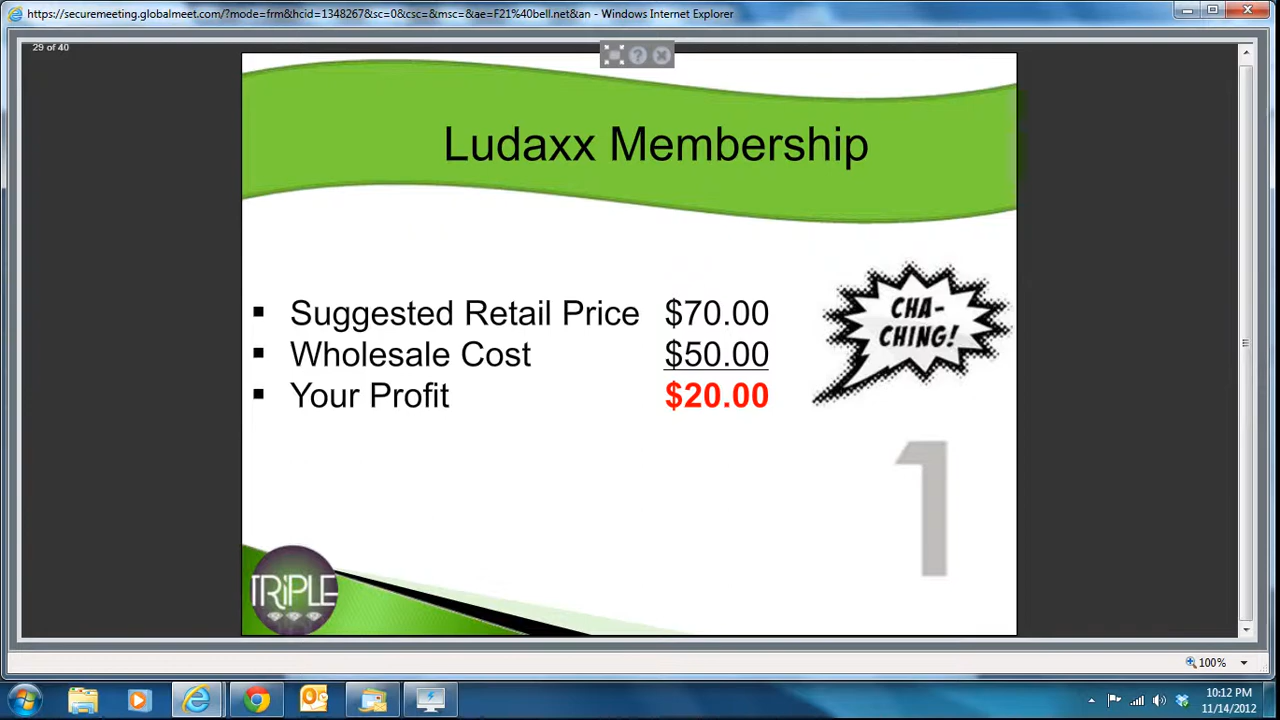 https://securemeeting.globalmeet.com/?mode=frm&hcid=1348267&sc=0&csc=&msc=&ae=F21%40bell.net&an - Windows Internet Explorer
29 of 40
Ludaxx Membership
▪ Suggested Retail Price $70.00
▪ Wholesale Cost $50.00
▪ Your Profit $20.00
CHA-
CHING!
1
TRiPLE
100%
10:12 PM
11/14/2012